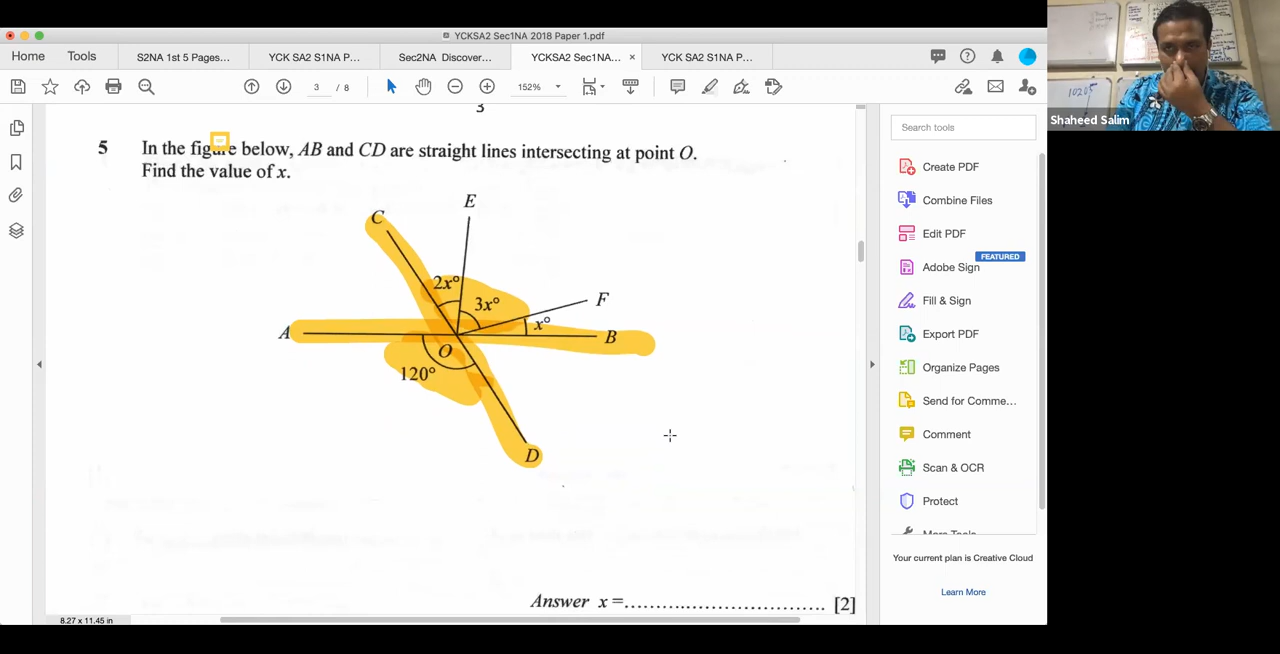 YCKSA2 Sec1NA 2018 Paper 1.pdf
Home Tools S2NA 1st 5 Pages... YCK SA2 S1NA P... Sec2NA Discover... YCKSA2 Sec1NA... × YCK SA2 S1NA P...
3 / 8 152%
Shaheed Salim
10205
3
5 In the figure below, AB and CD are straight lines intersecting at point O.
Find the value of x.
E
C
2x°
3x°
F
x°
A
B
O
120°
D
Answer x =................................. [2]
8.27 x 11.45 in
Search tools
Create PDF
Combine Files
Edit PDF
FEATURED
Adobe Sign
Fill & Sign
Export PDF
Organize Pages
Send for Comme...
Comment
Scan & OCR
Protect
More Tools
Your current plan is Creative Cloud
Learn More